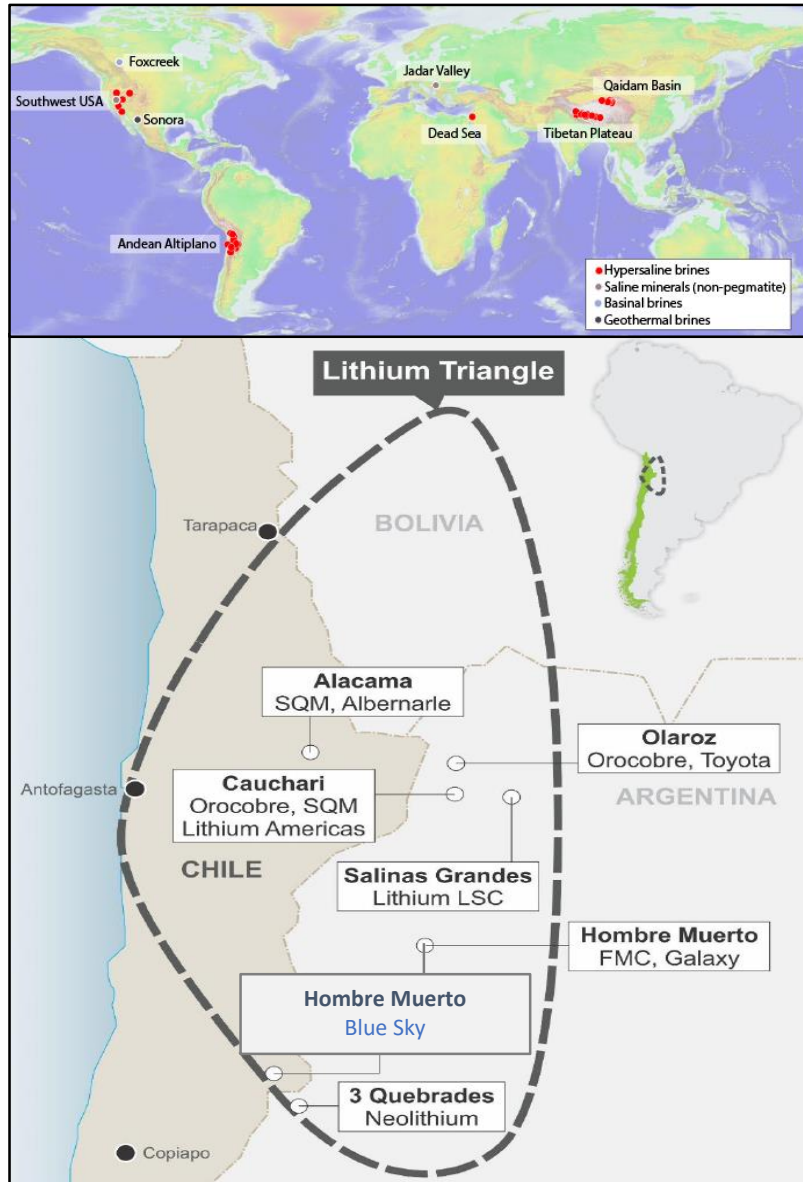 Foxcreek
Southwest USA
Sonora
Jadar Valley
Dead Sea
Qaidam Basin
Tibetan Plateau
Andean Altiplano
Hypersaline brines
Saline minerals (non-pegmatite)
Basinal brines
Geothermal brines
Lithium Triangle
Tarapaca
BOLIVIA
Alacama
SQM, Albernarle
Olaroz
Orocobre, Toyota
Antofagasta
Cauchari
Orocobre, SQM
Lithium Americas
ARGENTINA
CHILE
Salinas Grandes
Lithium LSC
Hombre Muerto
FMC, Galaxy
Hombre Muerto
Blue Sky
3 Quebrades
Neolithium
Copiapo